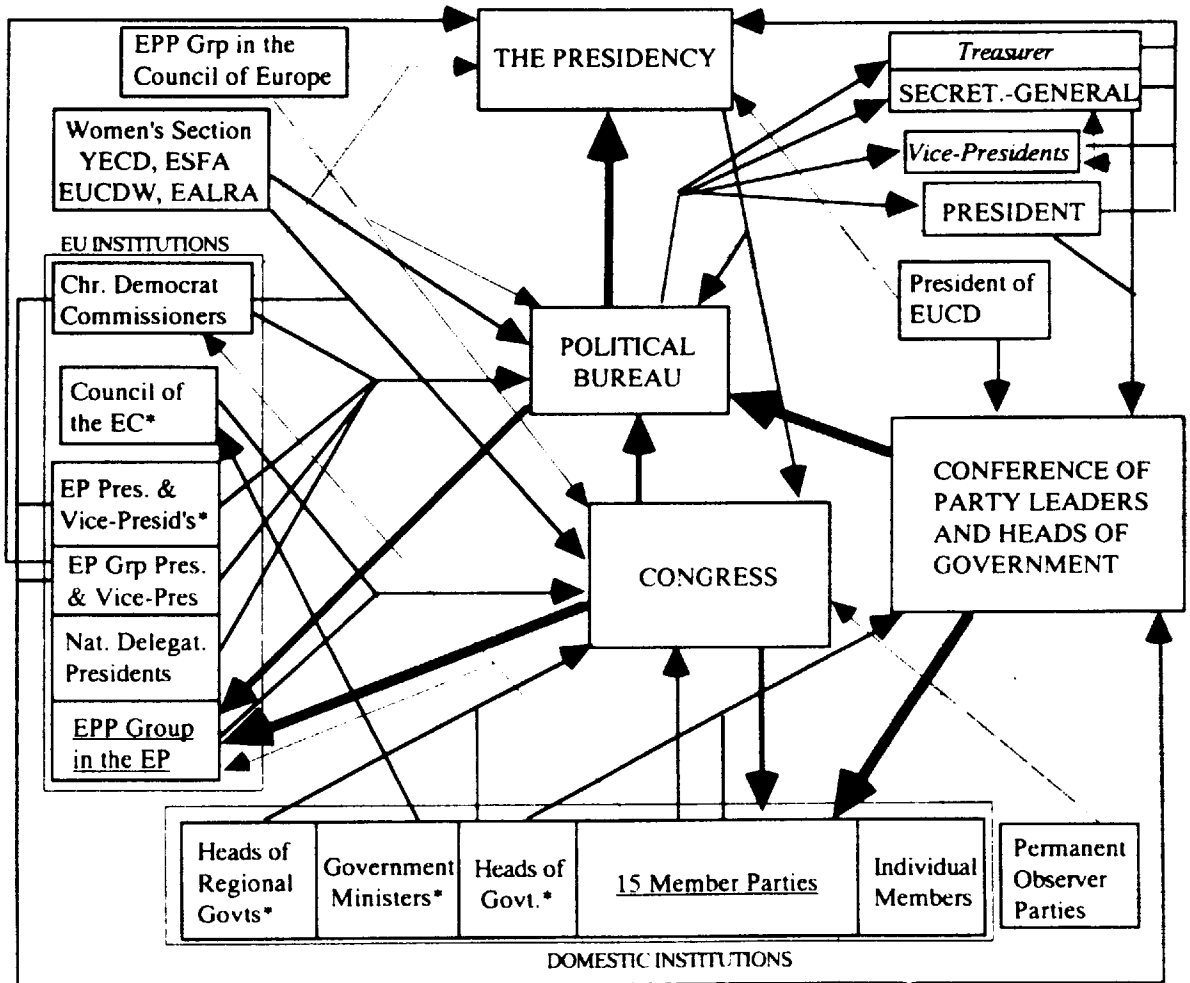 EPP Grp in the
Council of Europe
THE PRESIDENCY
Treasurer
SECRET.-GENERAL
Women's Section
YECD, ESFA
EUCDW, EALRA
Vice-Presidents
PRESIDENT
EU INSTITUTIONS
Chr. Democrat
Commissioners
President of
EUCD
POLITICAL
BUREAU
Council of
the EC*
EP Pres. &
Vice-Presid's*
CONFERENCE OF
PARTY LEADERS
AND HEADS OF
GOVERNMENT
EP Grp Pres.
& Vice-Pres
CONGRESS
Nat. Delegat.
Presidents
EPP Group
in the EP
Heads of
Regional
Govts*
Government
Ministers*
Heads of
Govt.*
15 Member Parties
Individual
Members
Permanent
Observer
Parties
DOMESTIC INSTITUTIONS